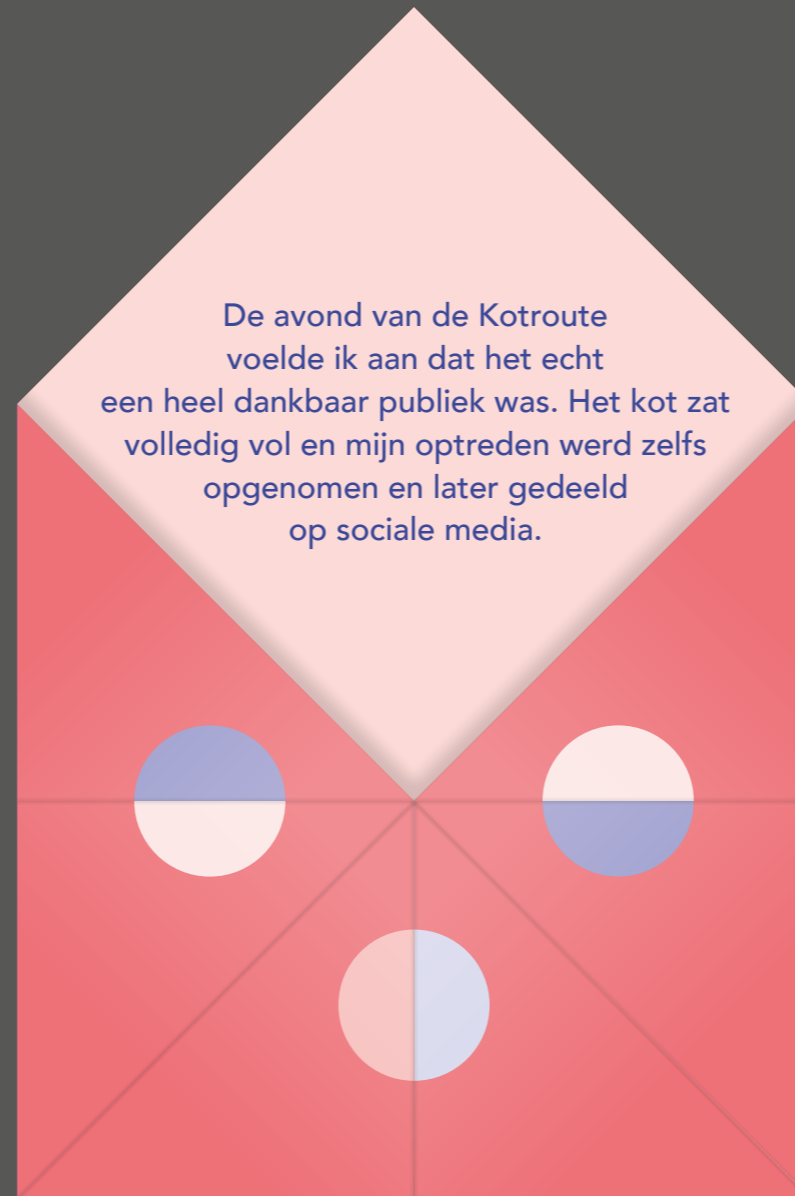 De avond van de Kotroute
voelde ik aan dat het echt
een heel dankbaar publiek was. Het kot zat
volledig vol en mijn optreden werd zelfs
opgenomen en later gedeeld
op sociale media.